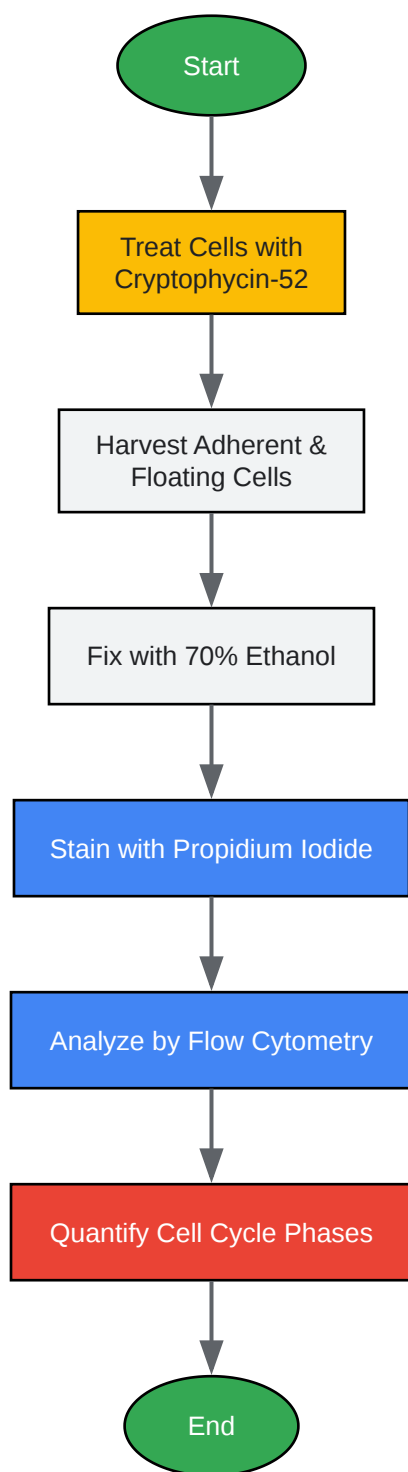 Start
Treat Cells with
Cryptophycin-52
Harvest Adherent &
Floating Cells
Fix with 70% Ethanol
Stain with Propidium Iodide
Analyze by Flow Cytometry
Quantify Cell Cycle Phases
End